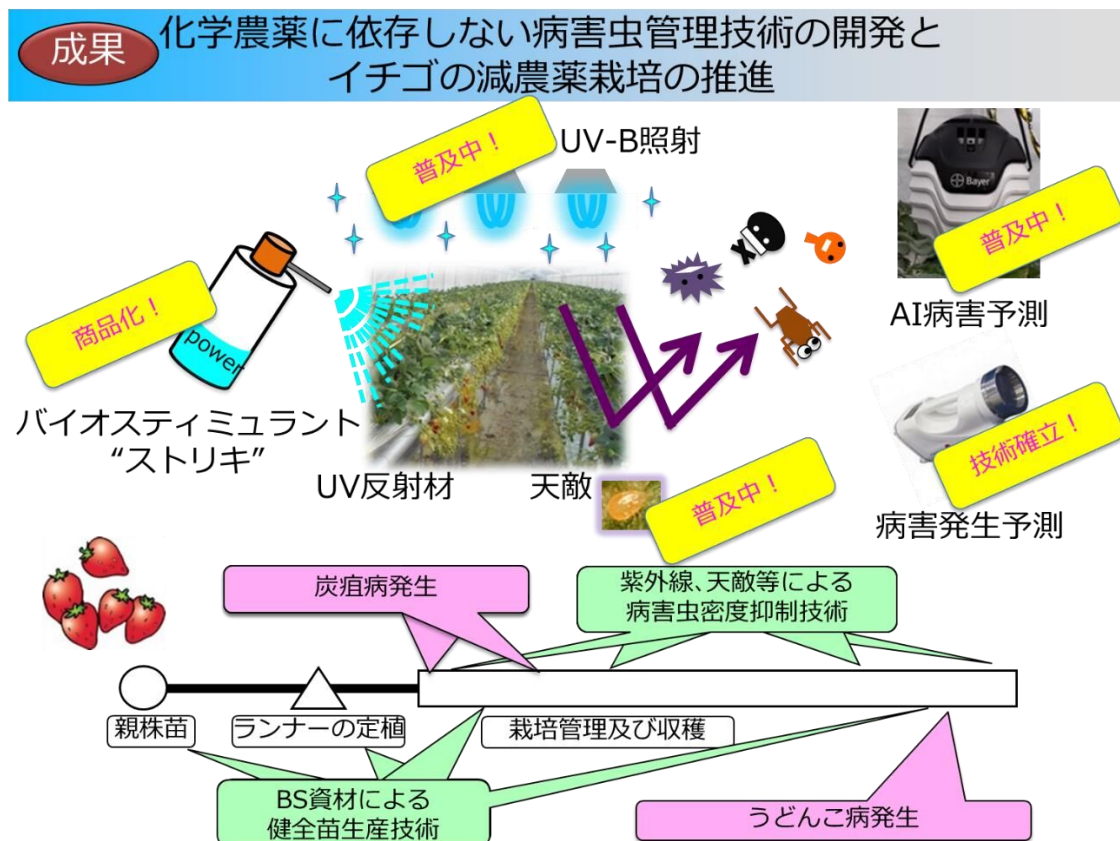 成果
化学農薬に依存しない病害虫管理技術の開発と
イチゴの減農薬栽培の推進
普及中！
UV-B照射
Bayer
普及中！
AI病害予測
商品化！
power
バイオスティミュラント
“ストリキ”
UV反射材
天敵
普及中！
技術確立！
病害発生予測
炭疽病発生
紫外線、天敵等による
病害虫密度抑制技術
親株苗
ランナーの定植
栽培管理及び収穫
BS資材による
健全苗生産技術
うどんこ病発生